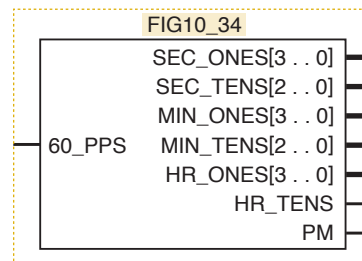 FIG10_34
SEC_ONES[3 . . 0]
SEC_TENS[2 . . 0]
MIN_ONES[3 . . 0]
60_PPS MIN_TENS[2 . . 0]
HR_ONES[3 . . 0]
HR_TENS
PM